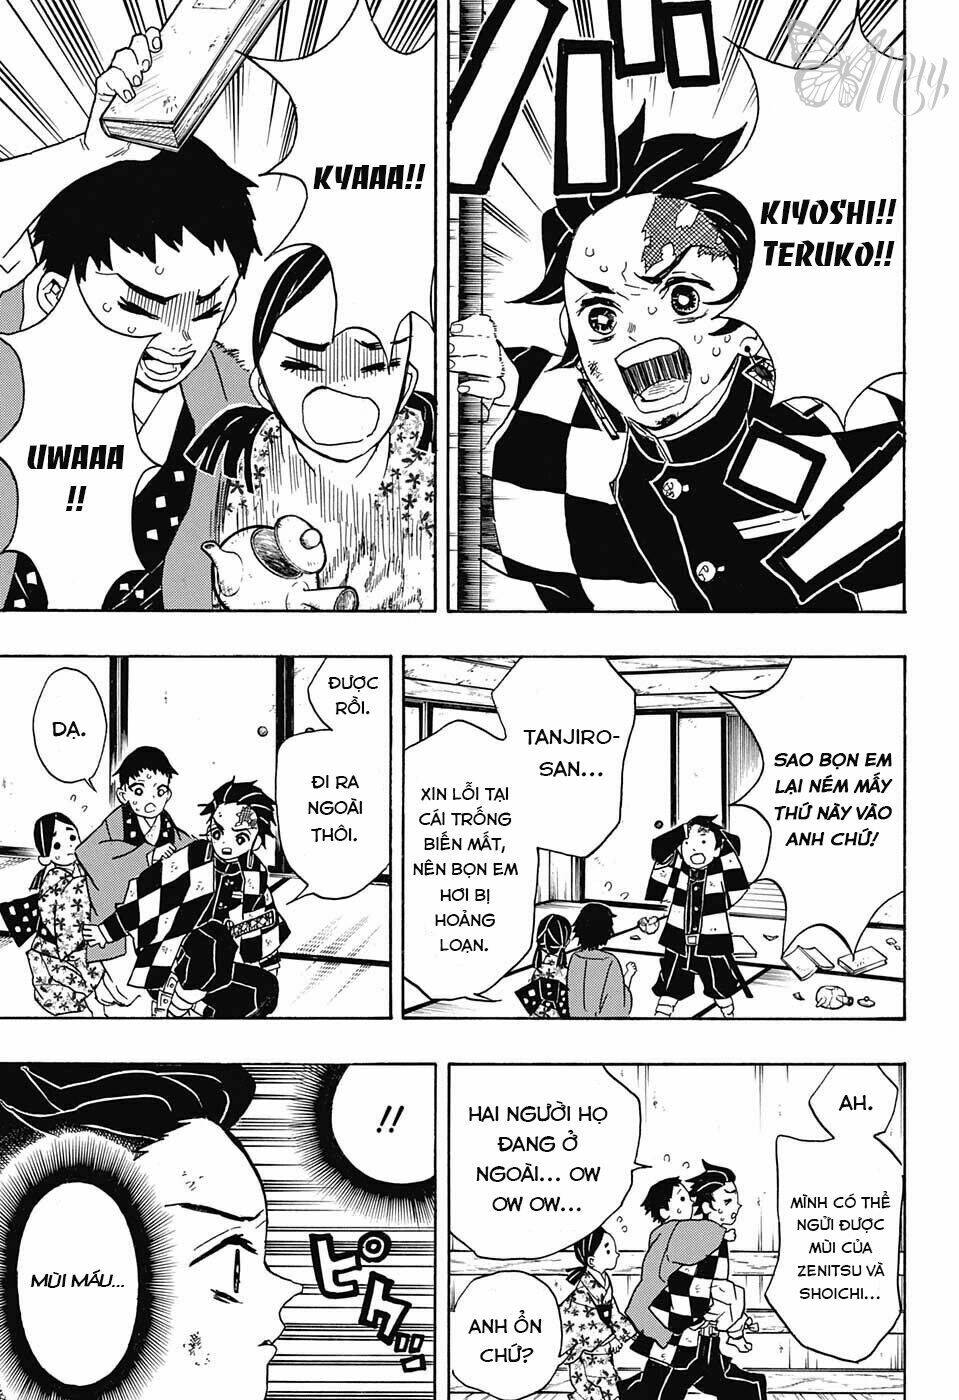 KIYOSHI!!
TERUKO!!
KYAAA!!
UWAAA
!!
SAO BỌN EM
LẠI NÉM MẤY
THỨ NÀY VÀO
ANH CHỨ!
TANJIRO-
SAN...
XIN LỖI TẠI
CÁI TRỐNG
BIẾN MẤT,
NÊN BỌN EM
HƠI BỊ
HOẢNG
LOẠN.
ĐƯỢC
RỒI.
ĐI RA
NGOÀI
THÔI.
DẠ.
AH.
MÌNH CÓ THỂ
NGỬI ĐƯỢC
MÙI CỦA
ZENITSU VÀ
SHOICHI...
HAI NGƯỜI HỌ
ĐANG Ở
NGOÀI... OW
OW OW...
ANH ỔN
CHỨ?
!!
ピクッ
MÙI MÁU...